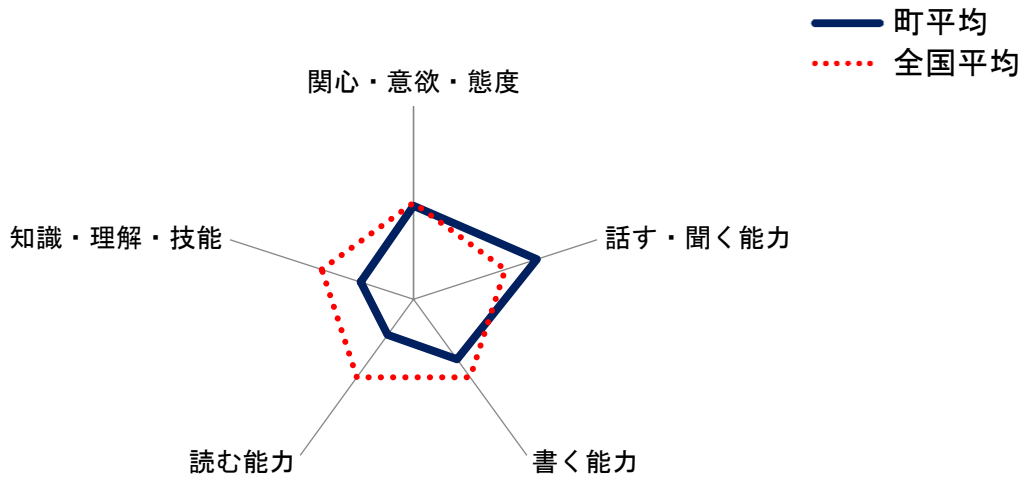 町平均
全国平均
関心・意欲・態度
知識・理解・技能
話す・聞く能力
読む能力
書く能力